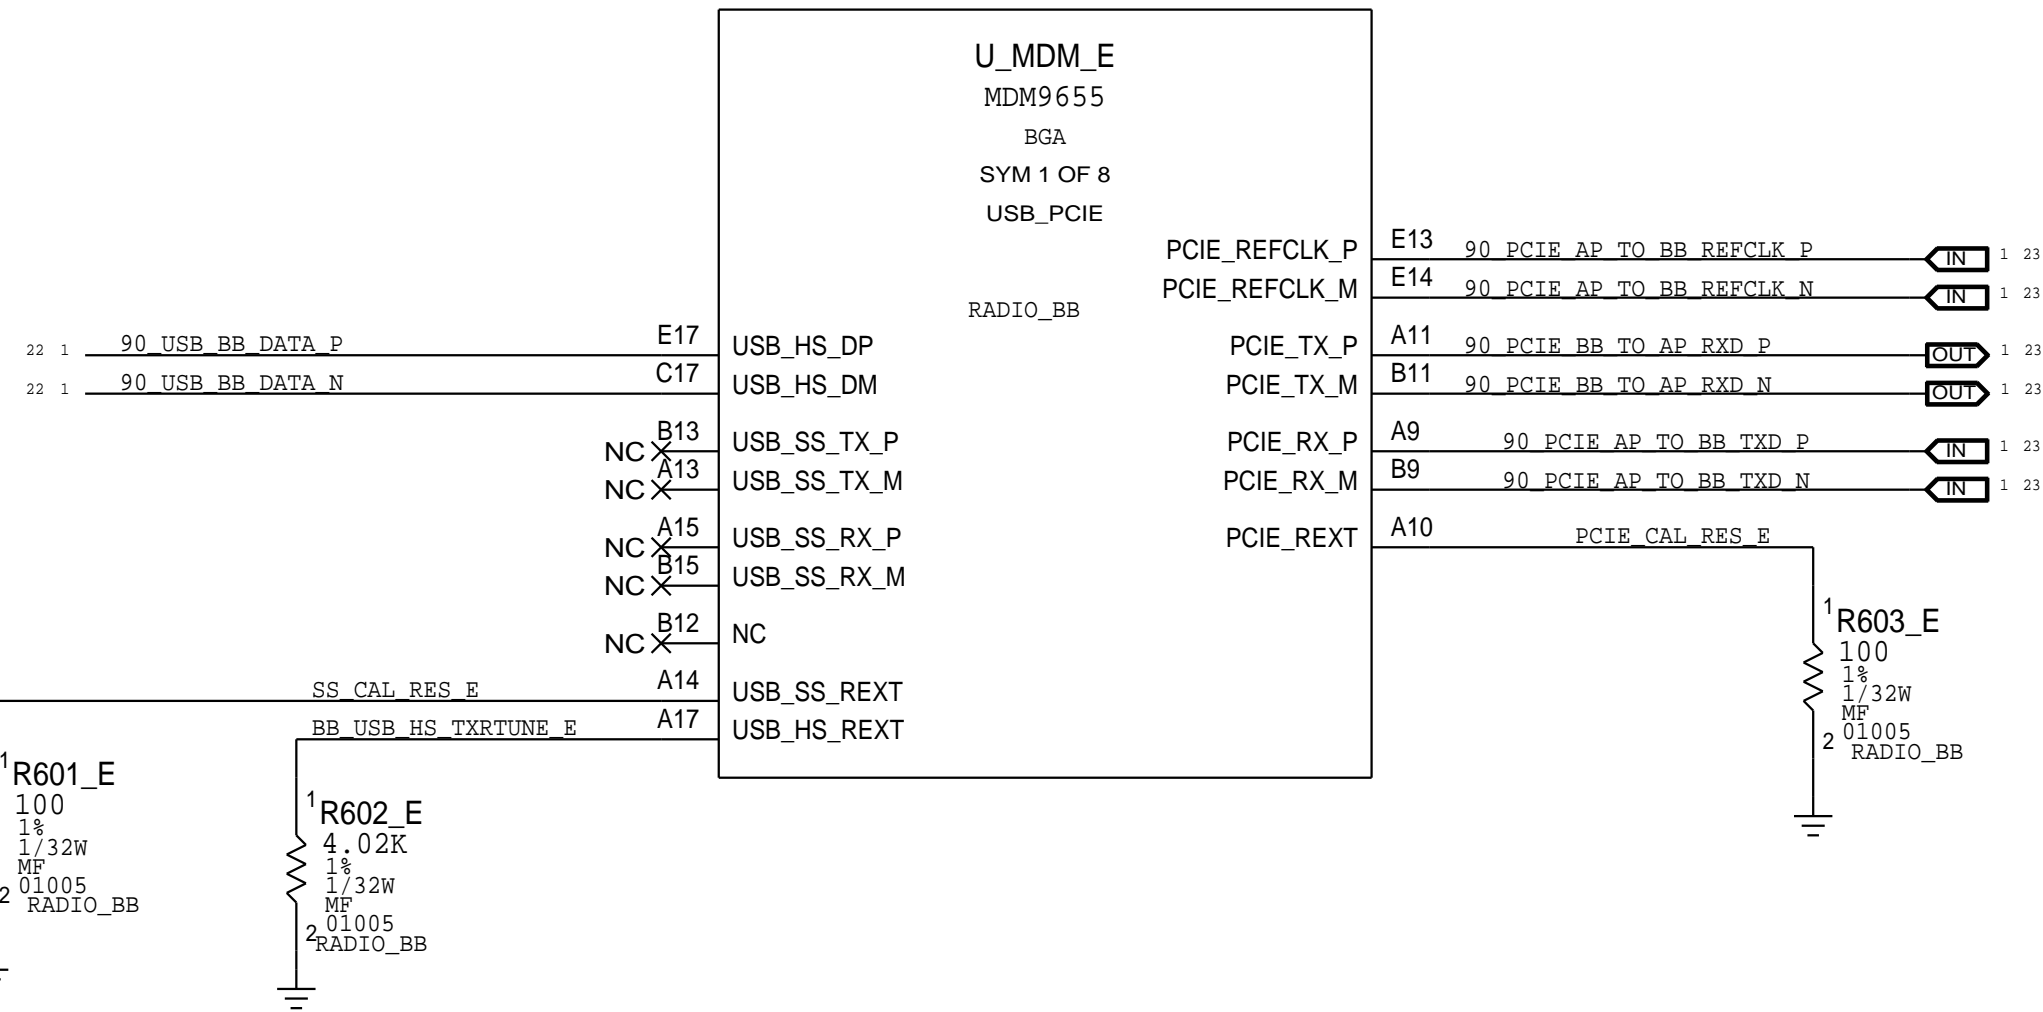 U_MDM_E
MDM9655
BGA
SYM 1 OF 8
USB_PCIE
RADIO_BB
22 1 90_USB_BB_DATA_P E17 USB_HS_DP
22 1 90_USB_BB_DATA_N C17 USB_HS_DM
NC B13 USB_SS_TX_P
NC A13 USB_SS_TX_M
NC A15 USB_SS_RX_P
NC B15 USB_SS_RX_M
NC B12 NC
SS_CAL_RES_E A14 USB_SS_REXT
BB_USB_HS_TXRTUNE_E A17 USB_HS_REXT
PCIE_REFCLK_P E13 90_PCIE_AP_TO_BB_REFCLK_P IN 1 23
PCIE_REFCLK_M E14 90_PCIE_AP_TO_BB_REFCLK_N IN 1 23
PCIE_TX_P A11 90_PCIE_BB_TO_AP_RXD_P OUT 1 23
PCIE_TX_M B11 90_PCIE_BB_TO_AP_RXD_N OUT 1 23
PCIE_RX_P A9 90_PCIE_AP_TO_BB_TXD_P IN 1 23
PCIE_RX_M B9 90_PCIE_AP_TO_BB_TXD_N IN 1 23
PCIE_REXT A10 PCIE_CAL_RES_E
1
R601_E
100
1%
1/32W
MF
01005
2
RADIO_BB
1
R602_E
4.02K
1%
1/32W
MF
01005
2
RADIO_BB
1
R603_E
100
1%
1/32W
MF
01005
2
RADIO_BB